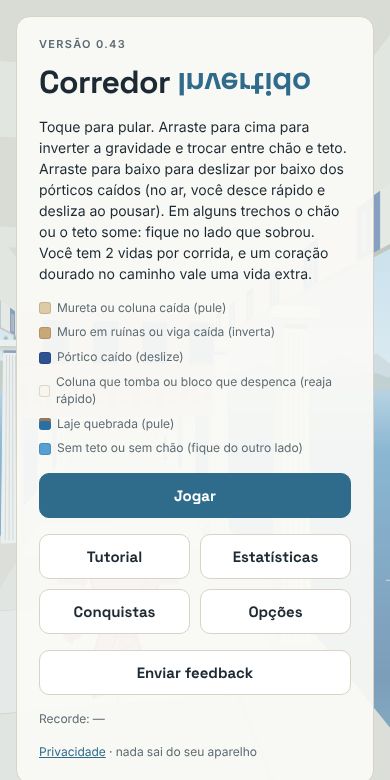 VERSÃO 0.43
Corredor Invertido
Toque para pular. Arraste para cima para
inverter a gravidade e trocar entre chão e teto.
Arraste para baixo para deslizar por baixo dos
pórticos caídos (no ar, você desce rápido e
desliza ao pousar). Em alguns trechos o chão
ou o teto some: fique no lado que sobrou.
Você tem 2 vidas por corrida, e um coração
dourado no caminho vale uma vida extra.
Mureta ou coluna caída (pule)
Muro em ruínas ou viga caída (inverta)
Pórtico caído (deslize)
Coluna que tomba ou bloco que despenca (reaja
rápido)
Laje quebrada (pule)
Sem teto ou sem chão (fique do outro lado)
Jogar
Tutorial
Estatísticas
Conquistas
Opções
Enviar feedback
Recorde: —
Privacidade · nada sai do seu aparelho